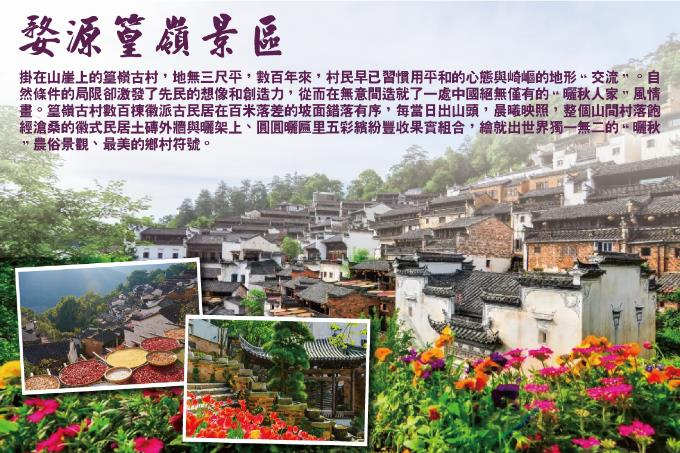 婺源篁嶺景區
掛在山崖上的篁嶺古村，地無三尺平，數百年來，村民早已習慣用平和的心態與崎嶇的地形“交流”。自
然條件的局限卻激發了先民的想像和創造力，從而在無意間造就了一處中國絕無僅有的“曬秋人家”風情
畫。篁嶺古村數百棟徽派古民居在百米落差的坡面錯落有序，每當日出山頭，晨曦映照，整個山間村落飽
經滄桑的徽式民居土磚外牆與曬架上、圓圓曬匾里五彩繽紛豐收果實組合，繪就出世界獨一無二的“曬秋
”農俗景觀、最美的鄉村符號。